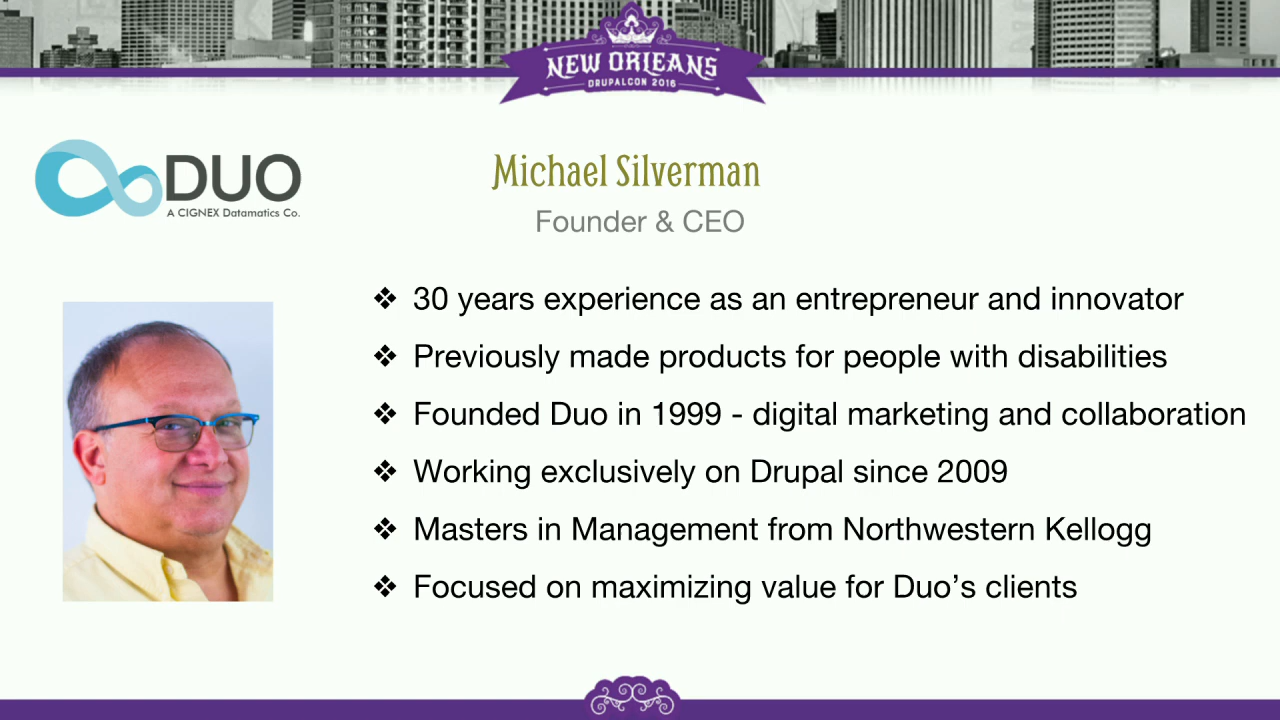 NEW ORLEANS
DRUPALCON 2016
DUO
A CIGNEX Datamatics Co.
Michael Silverman
Founder & CEO
❖ 30 years experience as an entrepreneur and innovator
❖ Previously made products for people with disabilities
❖ Founded Duo in 1999 - digital marketing and collaboration
❖ Working exclusively on Drupal since 2009
❖ Masters in Management from Northwestern Kellogg
❖ Focused on maximizing value for Duo’s clients